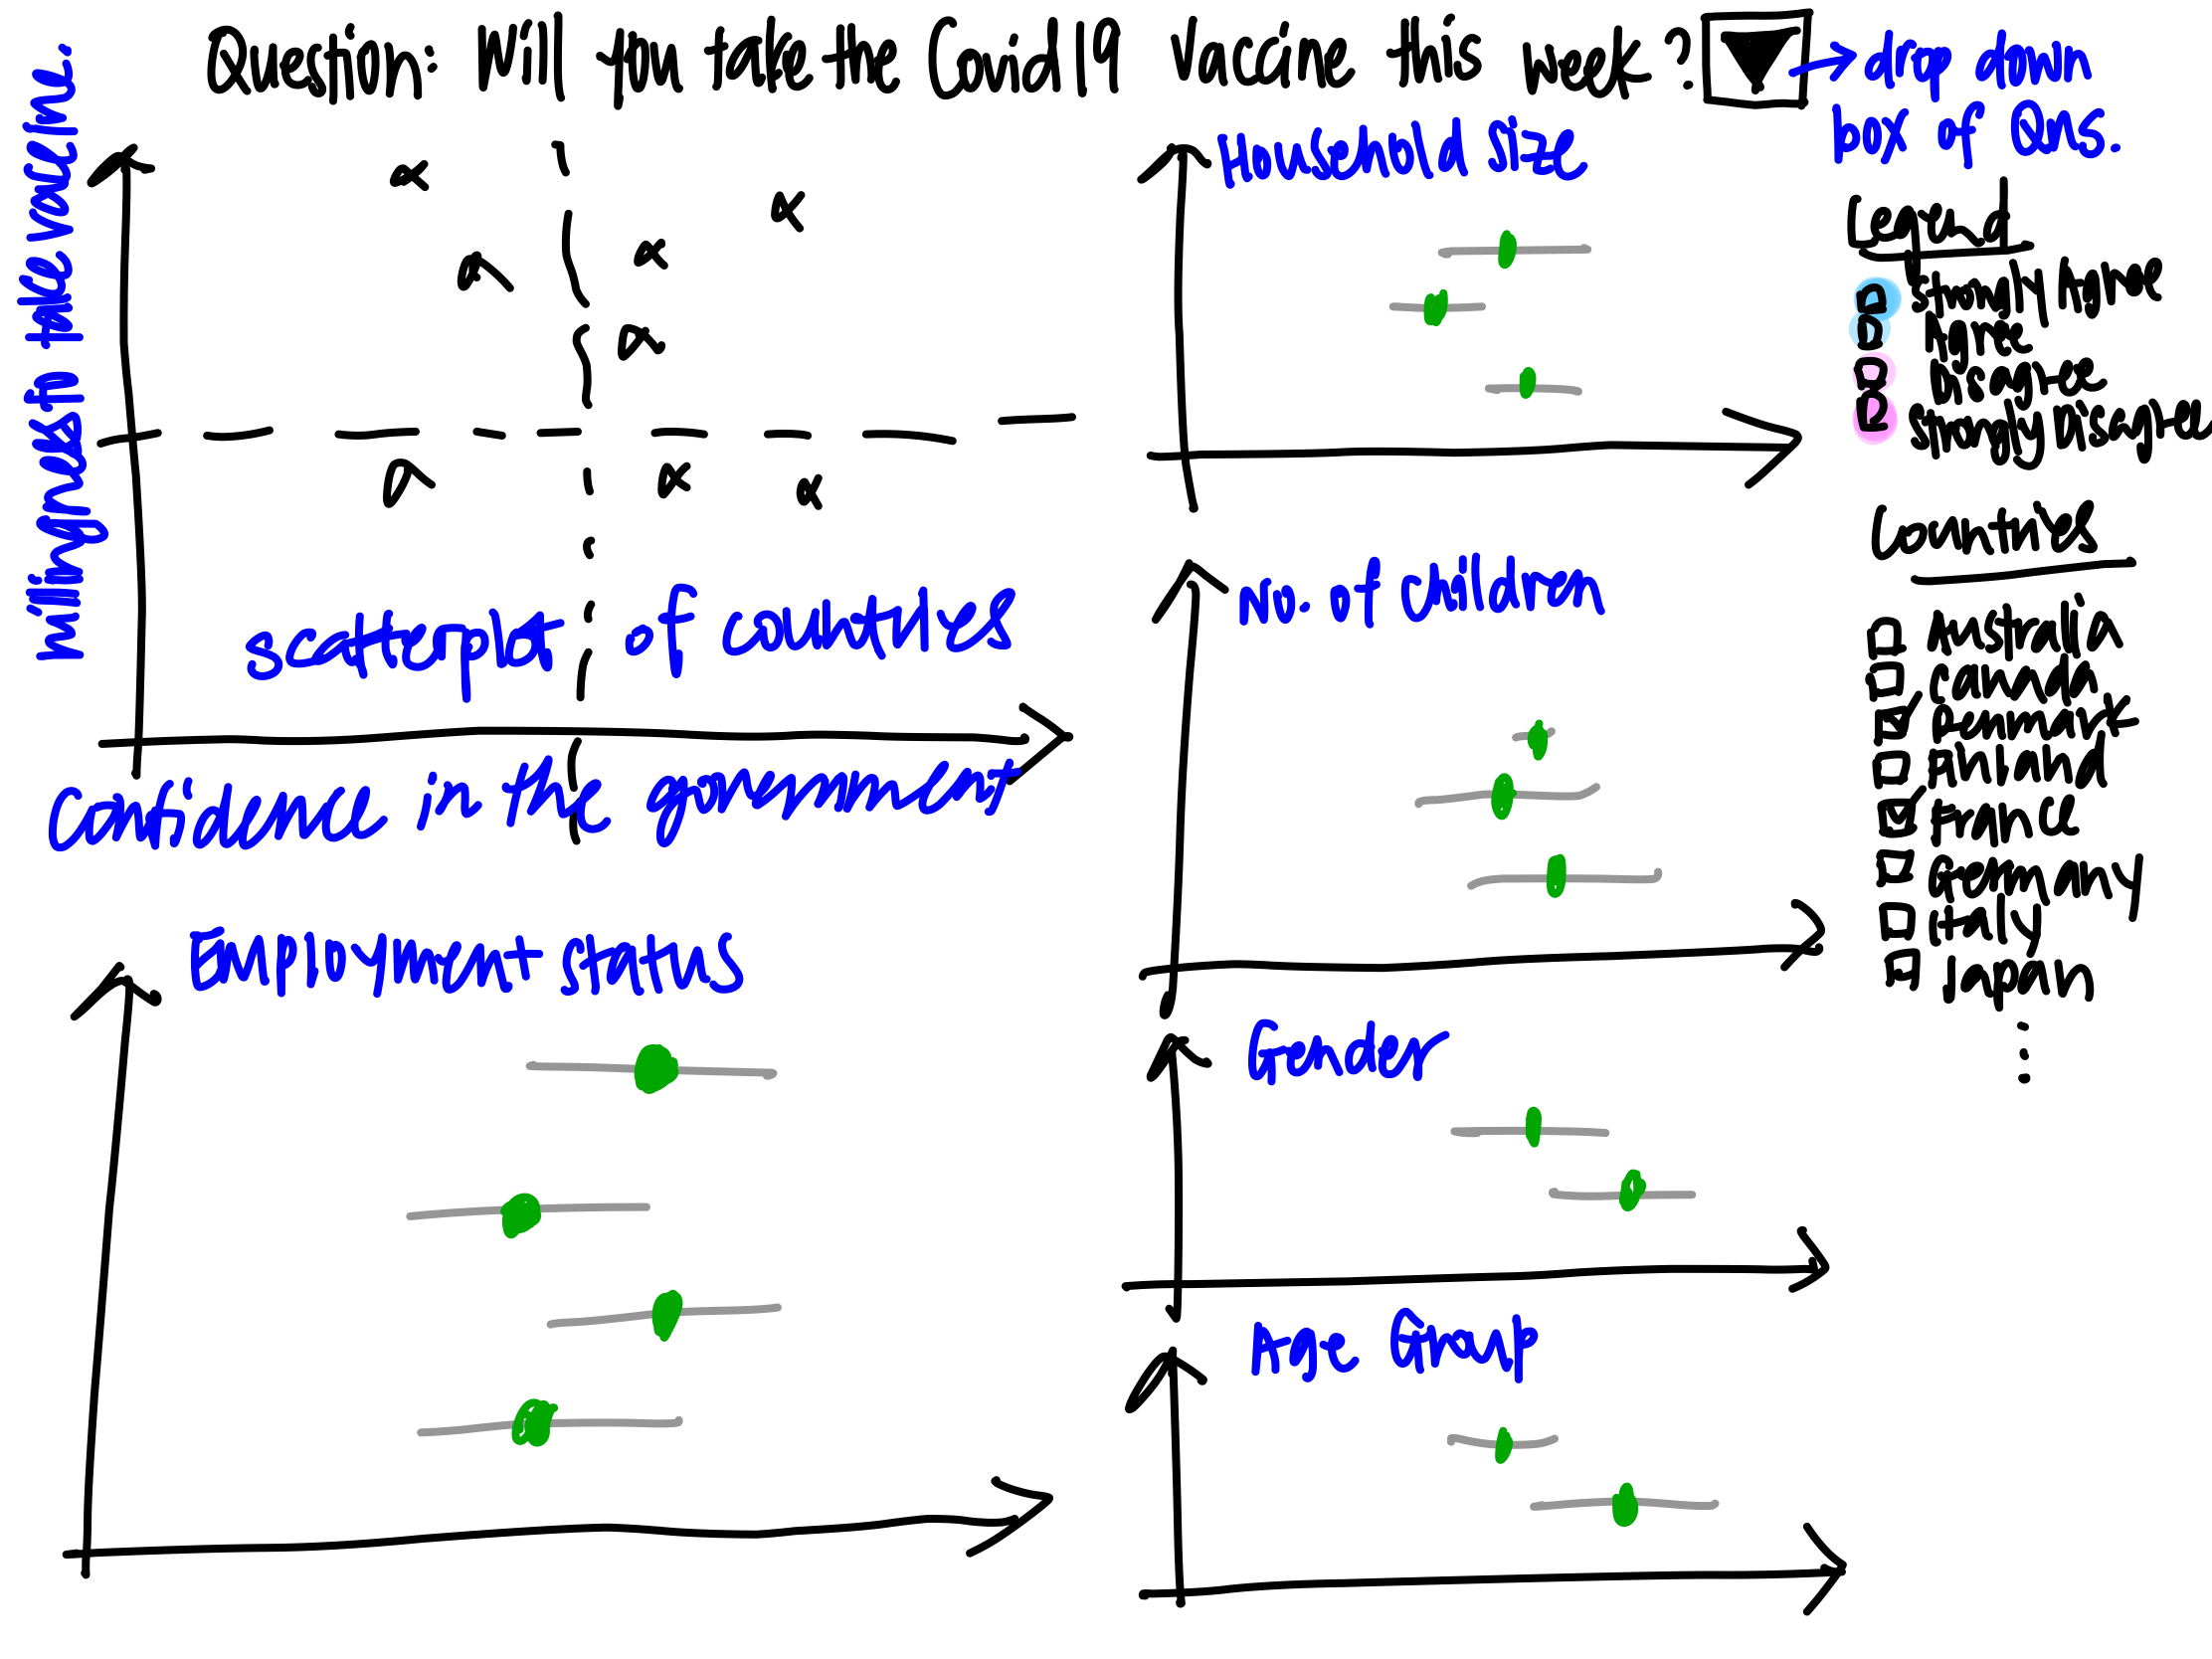 Question: Will you take the Covid19 Vaccine this week?
→ drop down
box of Qns.
willingness to take vaccine.
scatterplot of countries
Confidence in the government
Household size
Legend
Strongly Agree
Agree
Disagree
Strongly Disagree
No. of children
Countries
Australia
Canada
Denmark
Finland
France
Germany
Italy
Japan
Employment status
Gender
Age Group